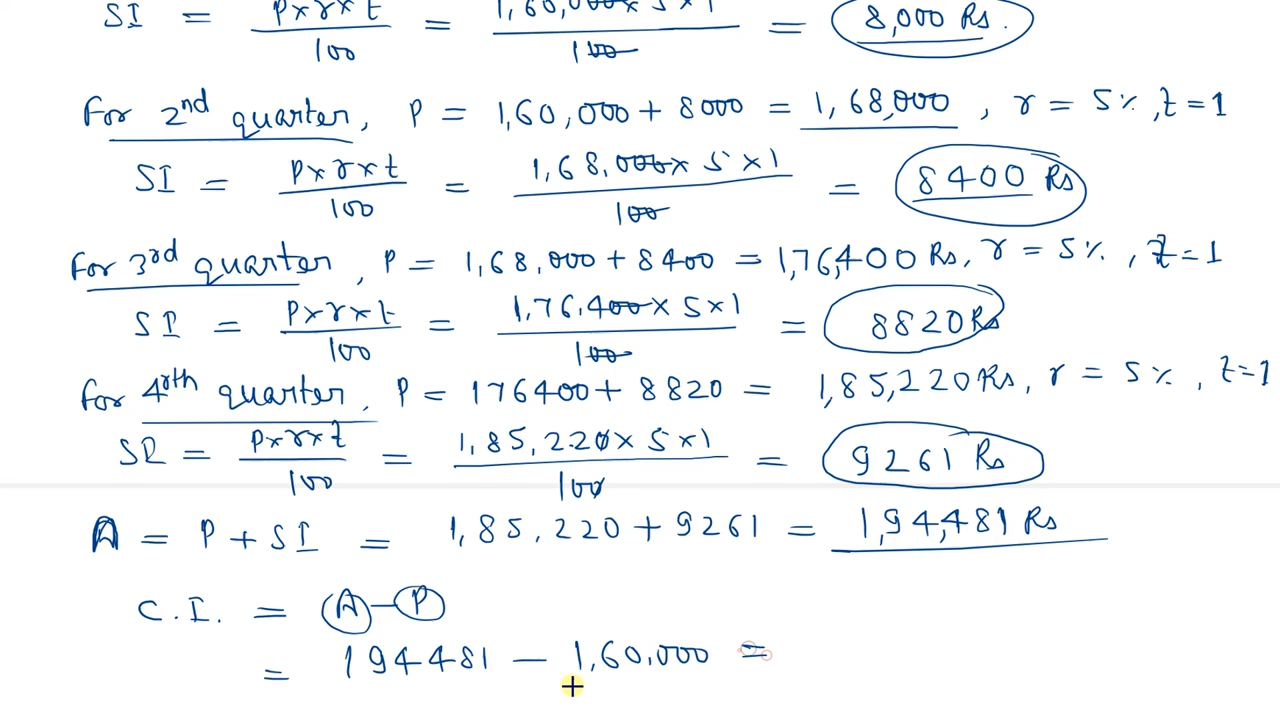 SI = P×r×t / 100 = 1,60,000×5×1 / 100 = 8,000 Rs.
For 2nd quarter, P = 1,60,000 + 8000 = 1,68,000, r = 5%, t=1
SI = P×r×t / 100 = 1,68,000×5×1 / 100 = 8400 Rs
For 3rd quarter, P = 1,68,000 + 8400 = 1,76,400 Rs, r = 5%, t=1
SI = P×r×t / 100 = 1,76,400×5×1 / 100 = 8820 Rs
for 4rth quarter, P = 176400 + 8820 = 1,85,220 Rs, r = 5%, t=1
SI = P×r×t / 100 = 1,85,220×5×1 / 100 = 9261 Rs
A = P + SI = 1,85,220 + 9261 = 1,94,481 Rs
C.I. = A - P
= 194481 - 1,60,000 =